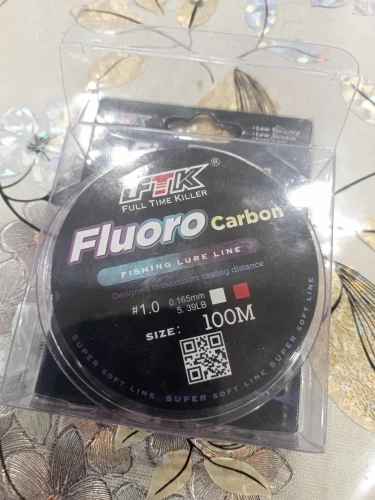 FTK
FTK®
FULL TIME KILLER
Fluoro Carbon
FISHING LURE LINE
Designed to maximum casting distance
#1.0 0.165mm
5.39LB
SIZE: 100M
SUPER SOFT LINE SUPER SOFT LINE SUPER SOFT LINE